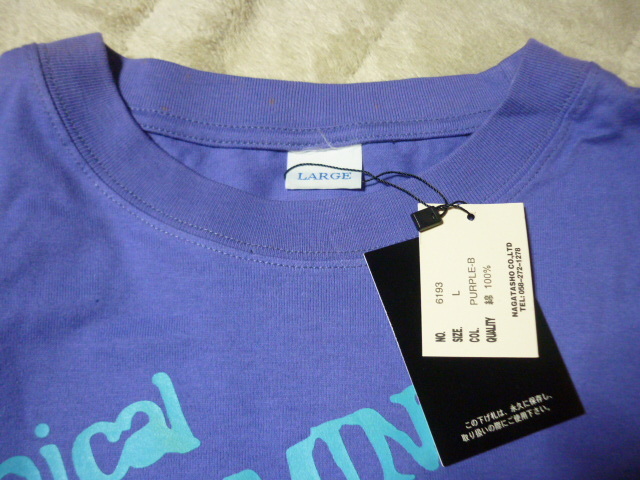 LARGE
NO. 6193
SIZE. L
COL. PURPLE-B
QUALITY 綿 100%
NAGATASHO CO.,LTD
TEL:058-272-1278
この下げ札は、永久に保存し、
取り扱いの際にご使用下さい。
pical